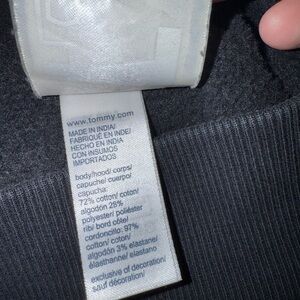 www.tommy.com
MADE IN INDIA/
FABRIQUÉ EN INDE/
HECHO EN INDIA
CON INSUMOS
IMPORTADOS
body/hood/ corps/
capuche/ cuerpo/
capucha:
72% cotton/ coton/
algodón 28%
polyester/ poliéster
rib/ bord côte/
cordoncillo: 97%
cotton/ coton/
algodón 3% elastane/
élasthanne/ elastano
exclusive of decoration/
sauf décoration/